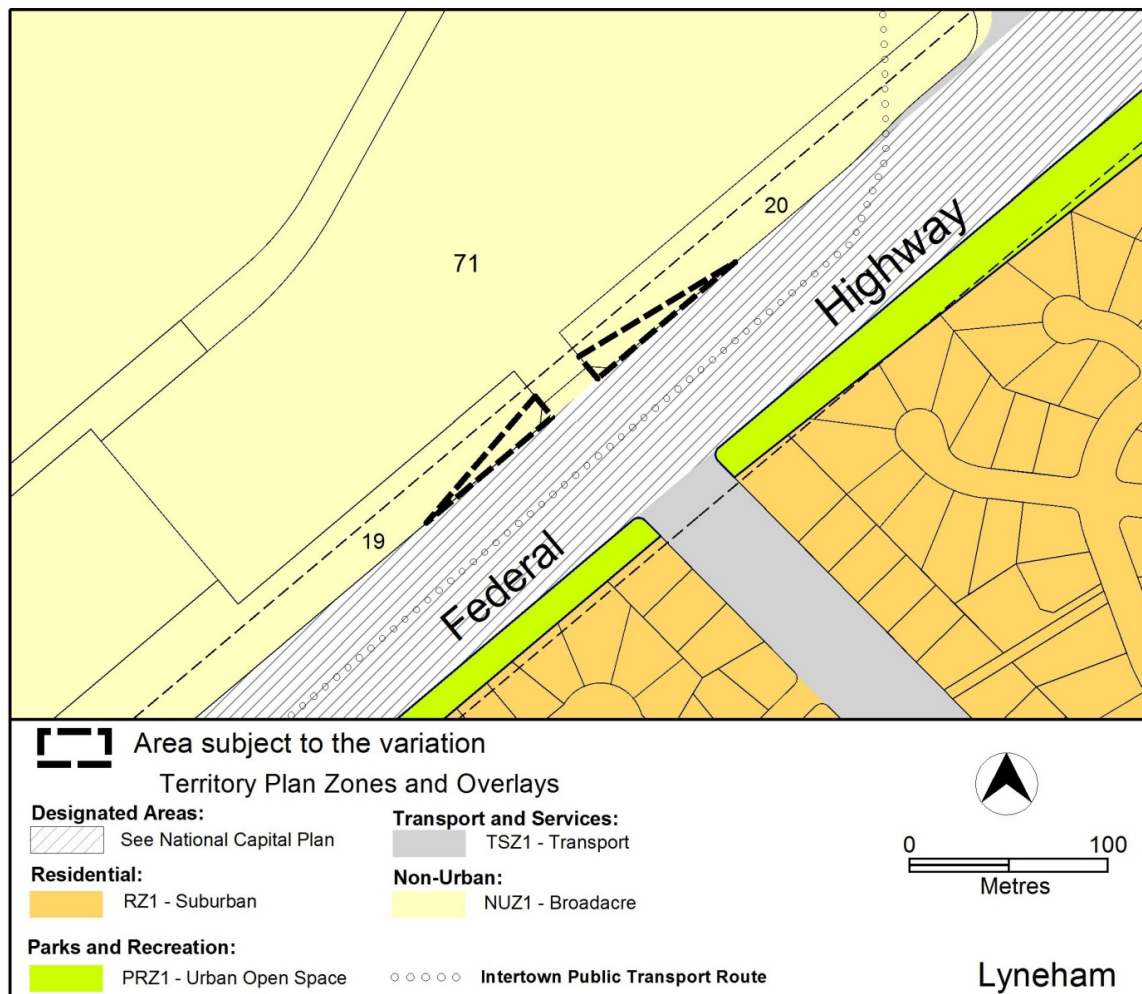 20
71
Highway
19
Federal
Area subject to the variation
Territory Plan Zones and Overlays
Designated Areas:
See National Capital Plan
Residential:
RZ1 - Suburban
Parks and Recreation:
PRZ1 - Urban Open Space
Transport and Services:
TSZ1 - Transport
Non-Urban:
NUZ1 - Broadacre
Intertown Public Transport Route
0 100
Metres
Lyneham